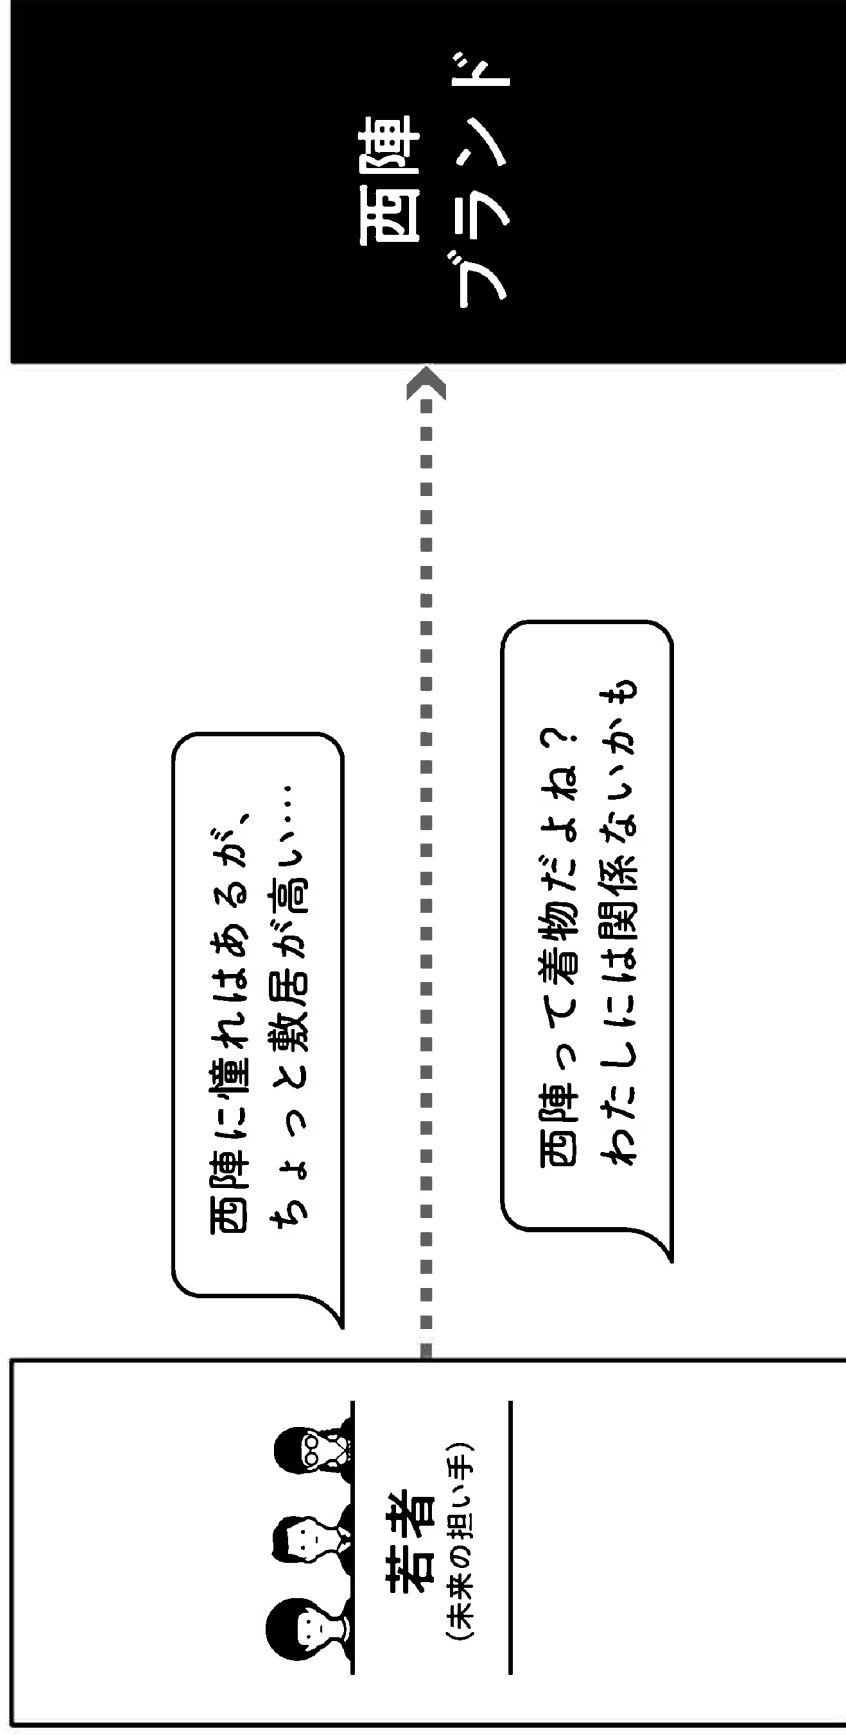 若者
(未来の担い手)
西陣に憧れはあるが、
ちょっと敷居が高い…
西陣って着物だよね？
わたしには関係ないかも
西陣
ブランド